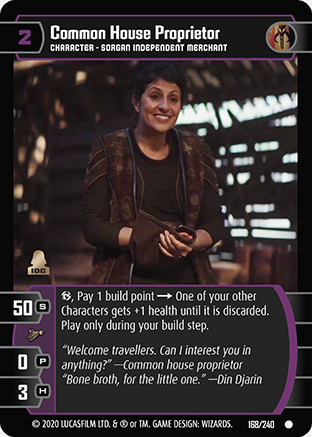 2
Common House Proprietor
CHARACTER - SORGAN INDEPENDENT MERCHANT
IDC
50 S
0 P
3 H
, Pay 1 build point → One of your other
Characters gets +1 health until it is discarded.
Play only during your build step.
“Welcome travellers. Can I interest you in
anything?” —Common house proprietor
“Bone broth, for the little one.” —Din Djarin
© 2020 LUCASFILM LTD. & ® or TM. GAME DESIGN: WIZARDS. 168/240